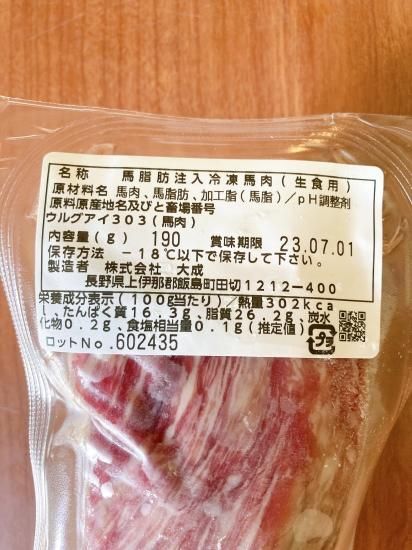 名称 馬脂肪注入冷凍馬肉(生食用)
原材料名 馬肉、馬脂肪、加工脂(馬脂)/pH調整剤
原料原産地名及びと畜場番号
ウルグアイ303(馬肉)
内容量(g) 190 賞味期限 23.07.01
保存方法 -18℃以下で保存して下さい。
製造者 株式会社 大成
長野県上伊那郡飯島町田切1212-400
栄養成分表示(100g当たり)/熱量302kca
l、たんぱく質16.3g、脂質26.2g、炭水
化物0.2g、食塩相当量0.1g(推定値)
ロットNo.602435
プラ